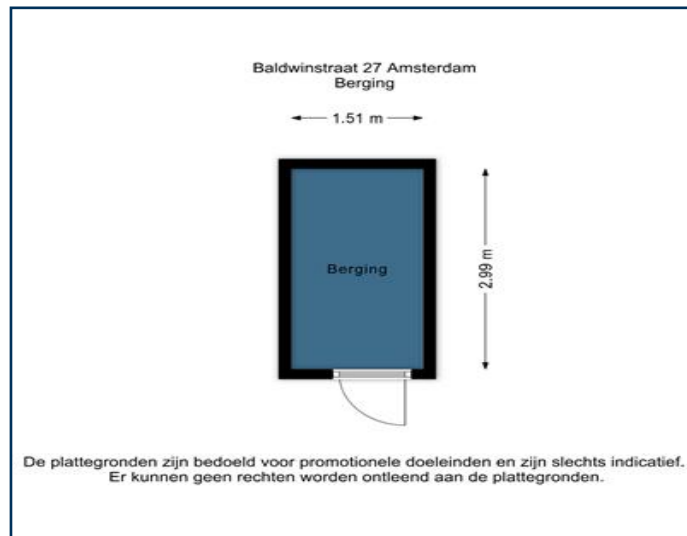 Baldwinstraat 27 Amsterdam
Berging
1.51 m
Berging
2.99 m
De plattegronden zijn bedoeld voor promotionele doeleinden en zijn slechts indicatief.
Er kunnen geen rechten worden ontleend aan de plattegronden.